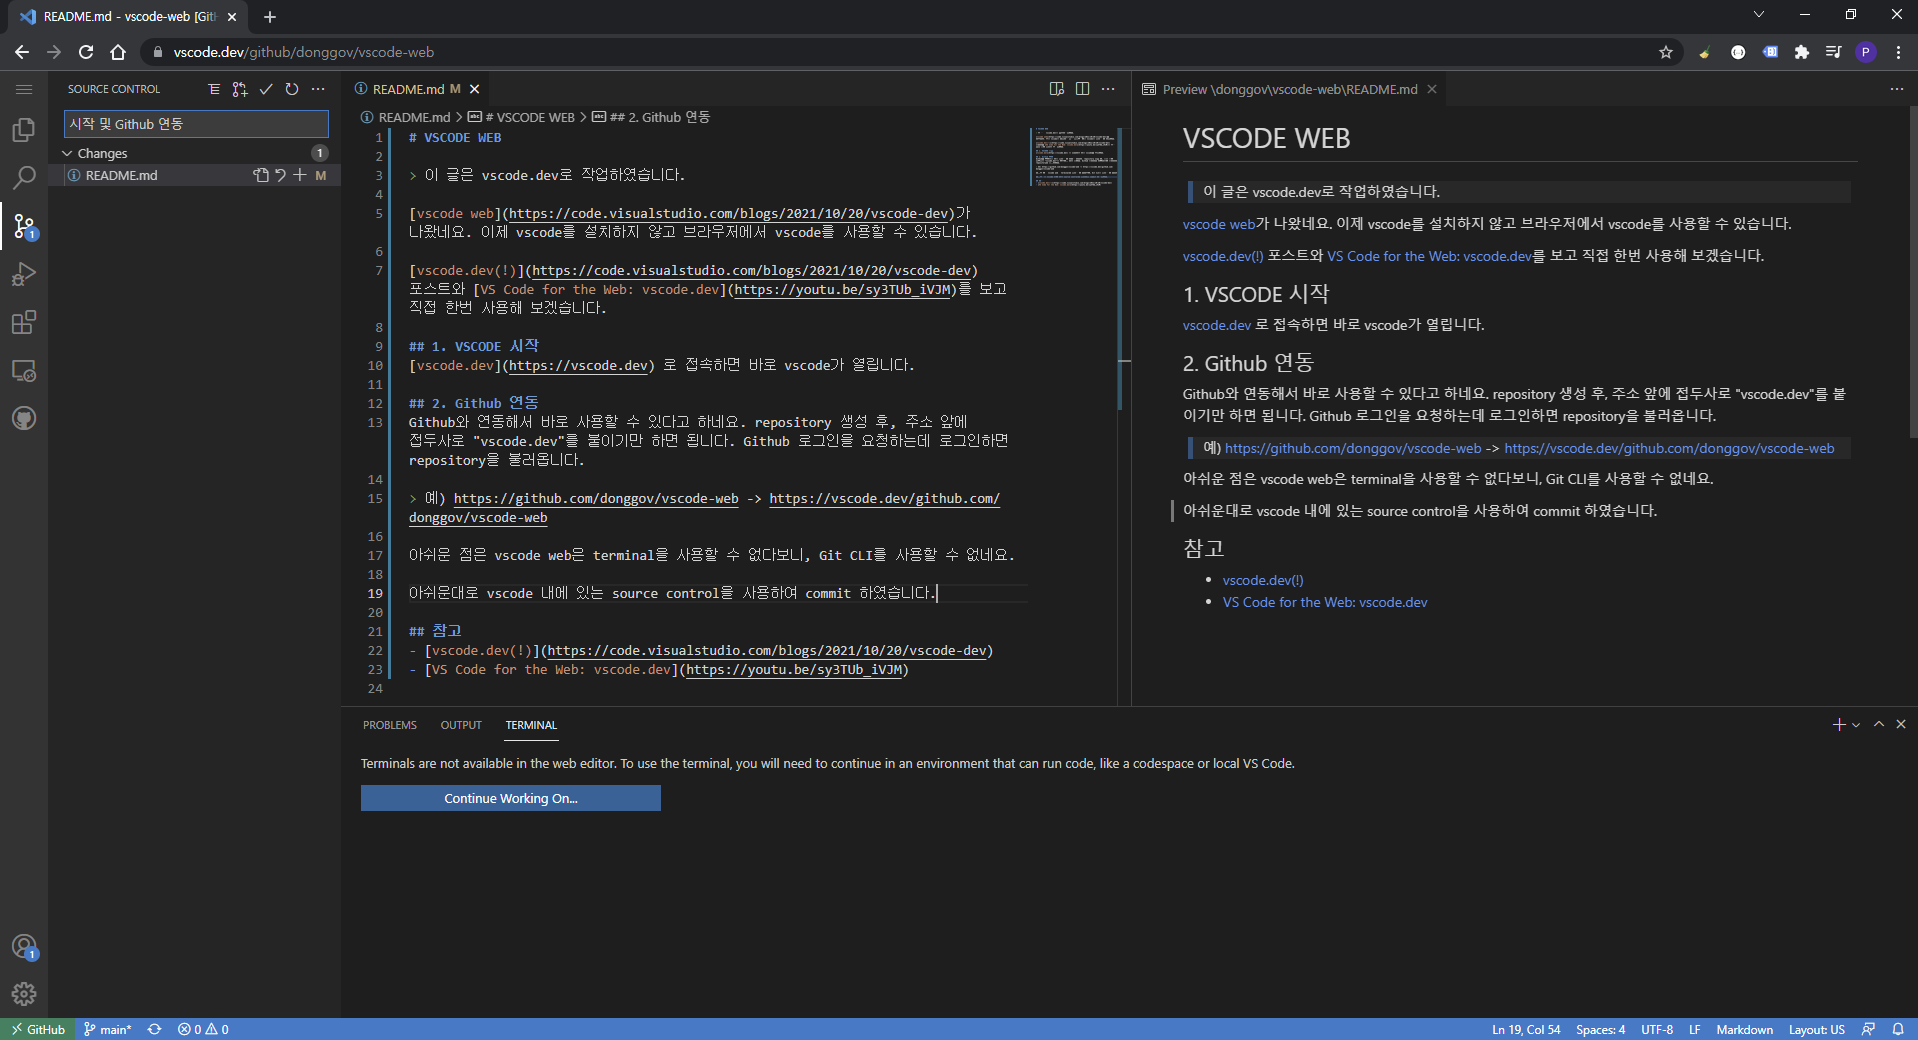 README.md - vscode-web [Git
vscode.dev/github/donggov/vscode-web
P
SOURCE CONTROL
시작 및 Github 연동
Changes
1
README.md
M
1
1
README.md M
README.md > # VSCODE WEB > ## 2. Github 연동
1 # VSCODE WEB
2
3 > 이 글은 vscode.dev로 작업하였습니다.
4
5 [vscode web](https://code.visualstudio.com/blogs/2021/10/20/vscode-dev)가
나왔네요. 이제 vscode를 설치하지 않고 브라우저에서 vscode를 사용할 수 있습니다.
6
7 [vscode.dev(!)](https://code.visualstudio.com/blogs/2021/10/20/vscode-dev)
포스트와 [VS Code for the Web: vscode.dev](https://youtu.be/sy3TUb_iVJM)를 보고
직접 한번 사용해 보겠습니다.
8
9 ## 1. VSCODE 시작
10 [vscode.dev](https://vscode.dev) 로 접속하면 바로 vscode가 열립니다.
11
12 ## 2. Github 연동
13 Github와 연동해서 바로 사용할 수 있다고 하네요. repository 생성 후, 주소 앞에
접두사로 "vscode.dev"를 붙이기만 하면 됩니다. Github 로그인을 요청하는데 로그인하면
repository을 불러옵니다.
14
15 > 예) https://github.com/donggov/vscode-web -> https://vscode.dev/github.com/
donggov/vscode-web
16
17 아쉬운 점은 vscode web은 terminal을 사용할 수 없다보니, Git CLI를 사용할 수 없네요.
18
19 아쉬운대로 vscode 내에 있는 source control을 사용하여 commit 하였습니다.
20
21 ## 참고
22 - [vscode.dev(!)](https://code.visualstudio.com/blogs/2021/10/20/vscode-dev)
23 - [VS Code for the Web: vscode.dev](https://youtu.be/sy3TUb_iVJM)
24
Preview \donggov\vscode-web\README.md
VSCODE WEB
이 글은 vscode.dev로 작업하였습니다.
vscode web가 나왔네요. 이제 vscode를 설치하지 않고 브라우저에서 vscode를 사용할 수 있습니다.
vscode.dev(!) 포스트와 VS Code for the Web: vscode.dev를 보고 직접 한번 사용해 보겠습니다.
1. VSCODE 시작
vscode.dev 로 접속하면 바로 vscode가 열립니다.
2. Github 연동
Github와 연동해서 바로 사용할 수 있다고 하네요. repository 생성 후, 주소 앞에 접두사로 "vscode.dev"를 붙
이기만 하면 됩니다. Github 로그인을 요청하는데 로그인하면 repository을 불러옵니다.
예) https://github.com/donggov/vscode-web -> https://vscode.dev/github.com/donggov/vscode-web
아쉬운 점은 vscode web은 terminal을 사용할 수 없다보니, Git CLI를 사용할 수 없네요.
아쉬운대로 vscode 내에 있는 source control을 사용하여 commit 하였습니다.
참고
• vscode.dev(!)
• VS Code for the Web: vscode.dev
PROBLEMS OUTPUT TERMINAL
Terminals are not available in the web editor. To use the terminal, you will need to continue in an environment that can run code, like a codespace or local VS Code.
Continue Working On...
GitHub main* 0 0 Ln 19, Col 54 Spaces: 4 UTF-8 LF Markdown Layout: US